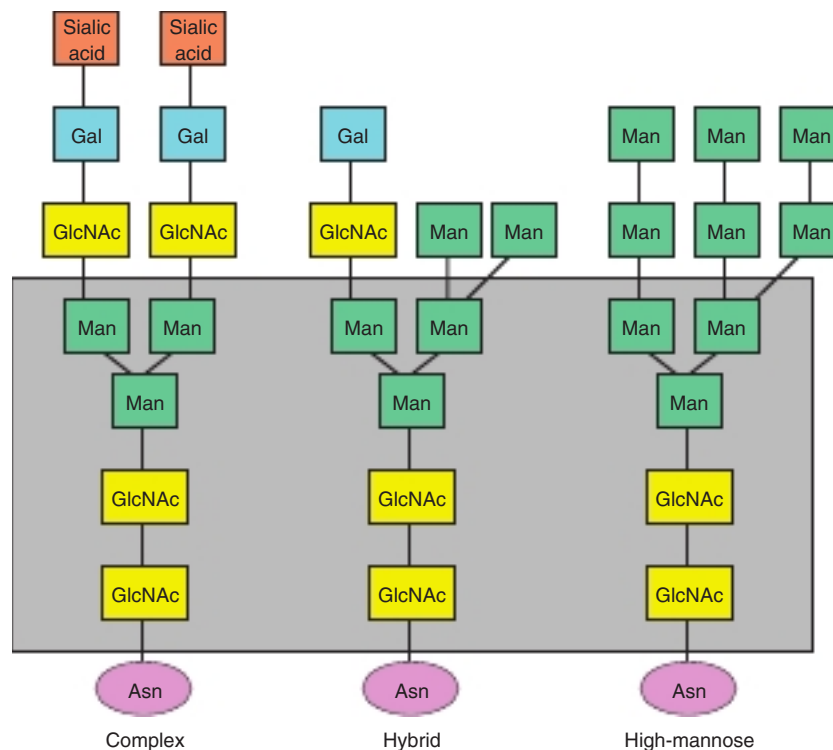 Sialic acid Sialic acid
Gal Gal Gal Man Man Man
GlcNAc GlcNAc GlcNAc Man Man Man Man Man
Man Man Man Man Man Man
Man Man Man
GlcNAc GlcNAc GlcNAc
GlcNAc GlcNAc GlcNAc
Asn Asn Asn
Complex Hybrid High-mannose